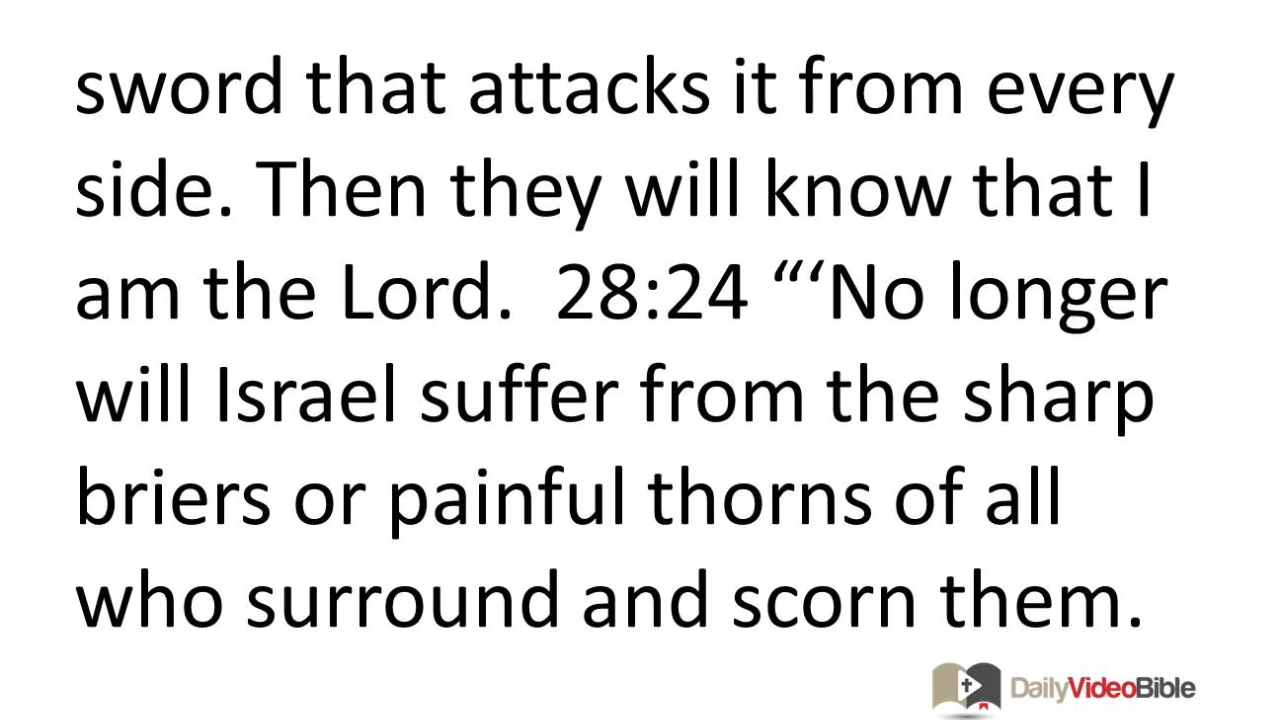 sword that attacks it from every
side. Then they will know that I
am the Lord.  28:24 “‘No longer
will Israel suffer from the sharp
briers or painful thorns of all
who surround and scorn them.
DailyVideoBible